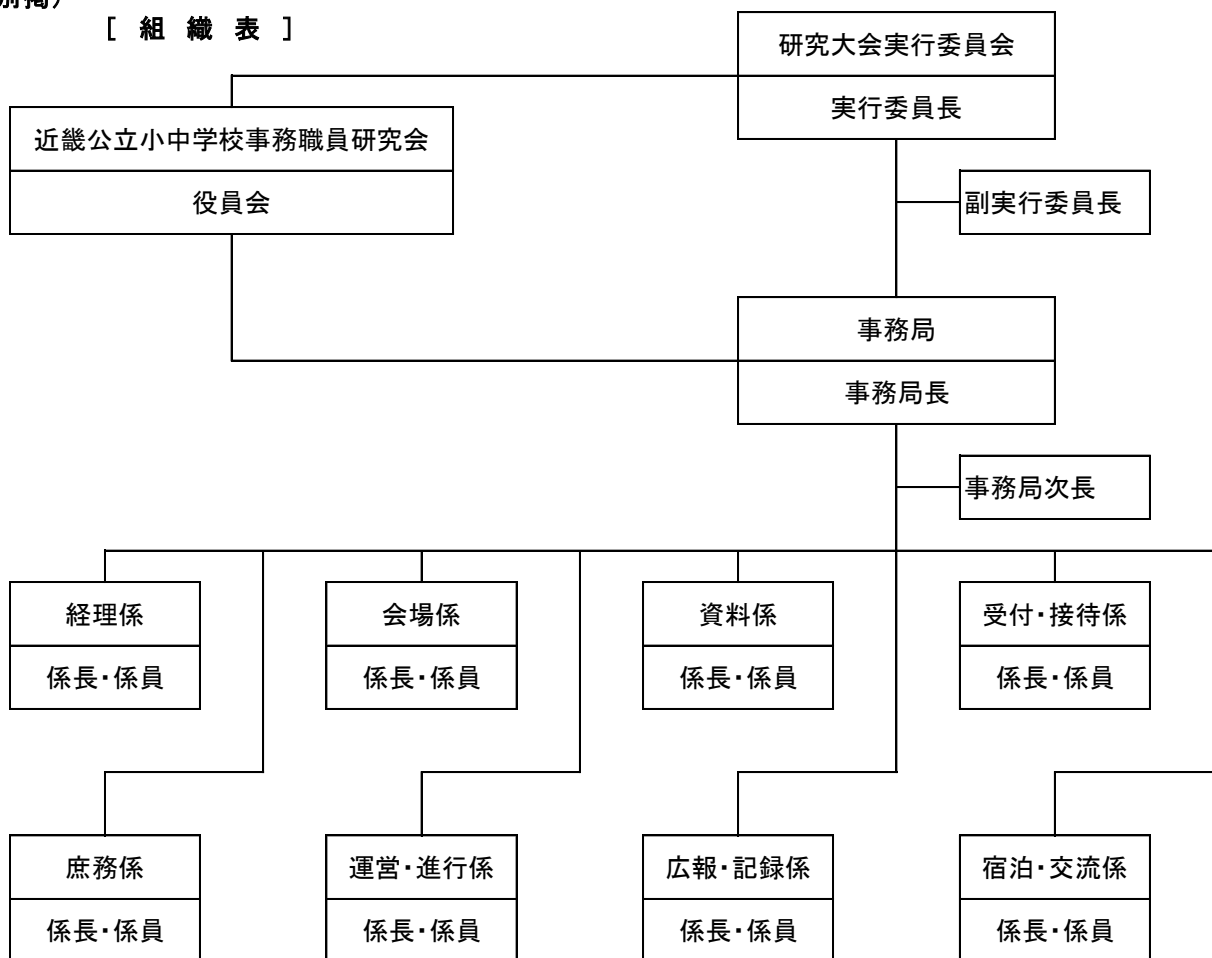 別掲）
[ 組 織 表 ]
研究大会実行委員会
実行委員長
近畿公立小中学校事務職員研究会
役員会
副実行委員長
事務局
事務局長
事務局次長
経理係
会場係
資料係
受付・接待係
係長・係員
係長・係員
係長・係員
係長・係員
庶務係
運営・進行係
広報・記録係
宿泊・交流係
係長・係員
係長・係員
係長・係員
係長・係員